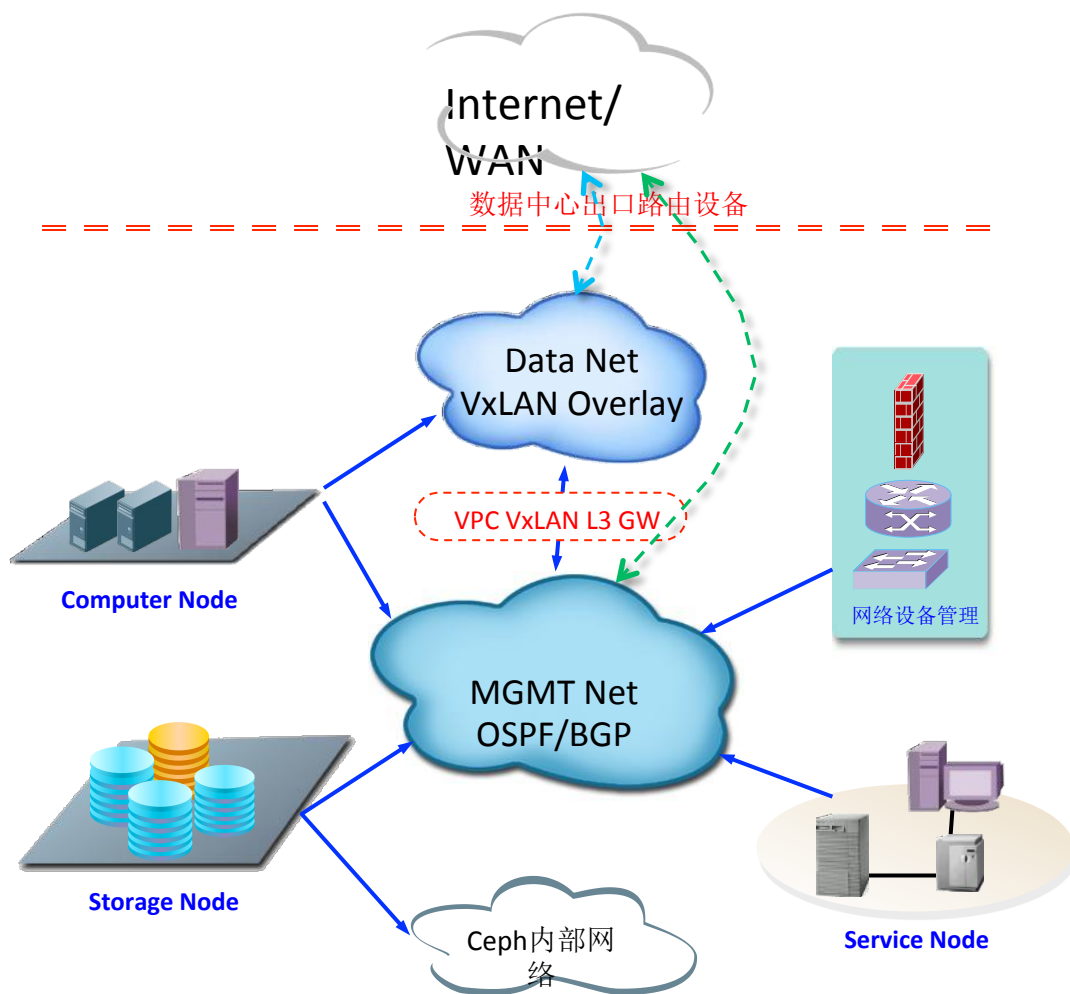 Internet/
WAN
数据中心出口路由设备
Data Net
VxLAN Overlay
VPC VxLAN L3 GW
Computer Node
网络设备管理
MGMT Net
OSPF/BGP
Storage Node
Ceph内部网
络
Service Node